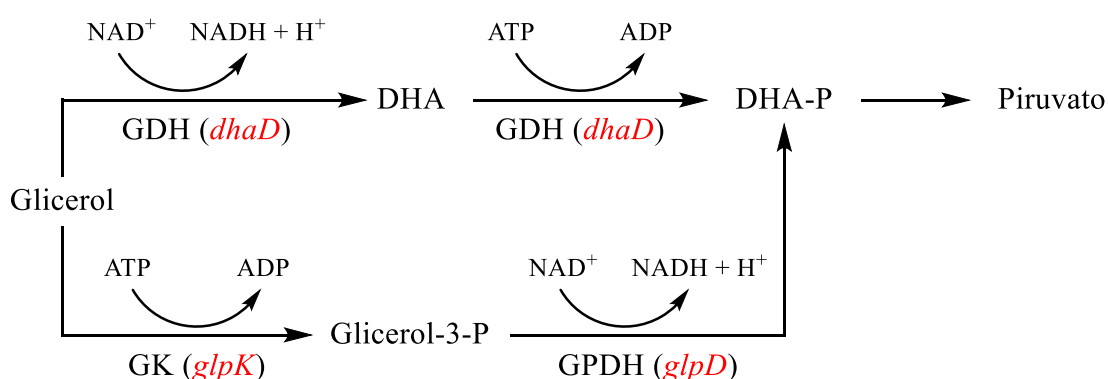 NAD+ NADH + H+ ATP ADP
DHA DHA-P Piruvato
GDH (dhaD) GDH (dhaD)
Glicerol
ATP ADP NAD+ NADH + H+
Glicerol-3-P
GK (glpK) GPDH (glpD)